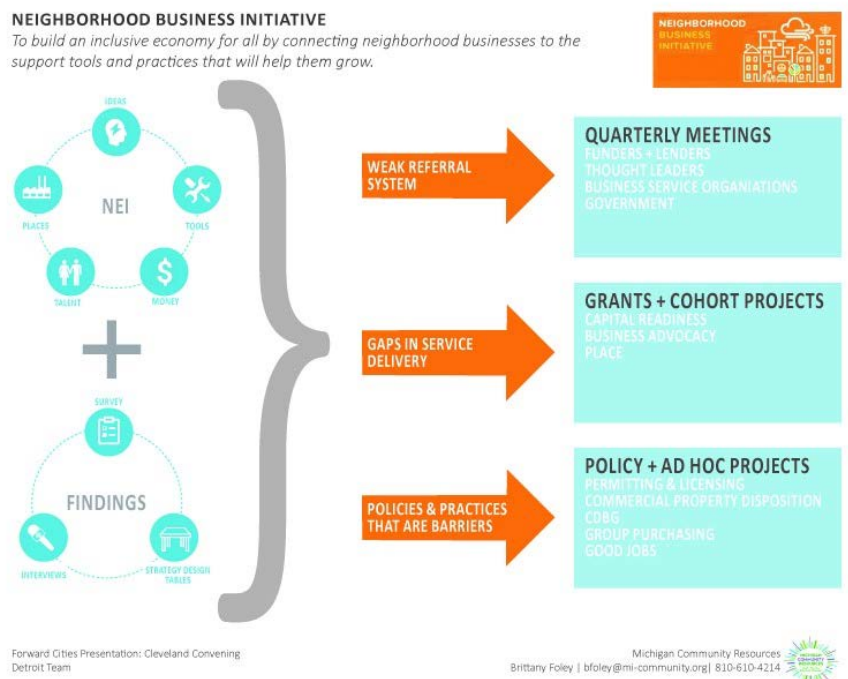 NEIGHBORHOOD BUSINESS INITIATIVE
To build an inclusive economy for all by connecting neighborhood businesses to the
support tools and practices that will help them grow.
NEIGHBORHOOD
BUSINESS
INITIATIVE
IDEAS
PLACES
NEI
TOOLS
TALENT
MONEY
+
SURVEY
FINDINGS
INTERVIEWS
STRATEGY DESIGN
TABLES
WEAK REFERRAL
SYSTEM
QUARTERLY MEETINGS
FUNDERS + LENDERS
THOUGHT LEADERS
BUSINESS SERVICE ORGANIATIONS
GOVERNMENT
GAPS IN SERVICE
DELIVERY
GRANTS + COHORT PROJECTS
CAPITAL READINESS
BUSINESS ADVOCACY
PLACE
POLICIES & PRACTICES
THAT ARE BARRIERS
POLICY + AD HOC PROJECTS
PERMITTING & LICENSING
COMMERCIAL PROPERTY DISPOSITION
CDBG
GROUP PURCHASING
GOOD JOBS
Forward Cities Presentation: Cleveland Convening
Detroit Team
Michigan Community Resources
Brittany Foley | bfoley@mi-community.org| 810-610-4214
MICHIGAN
COMMUNITY
RESOURCES